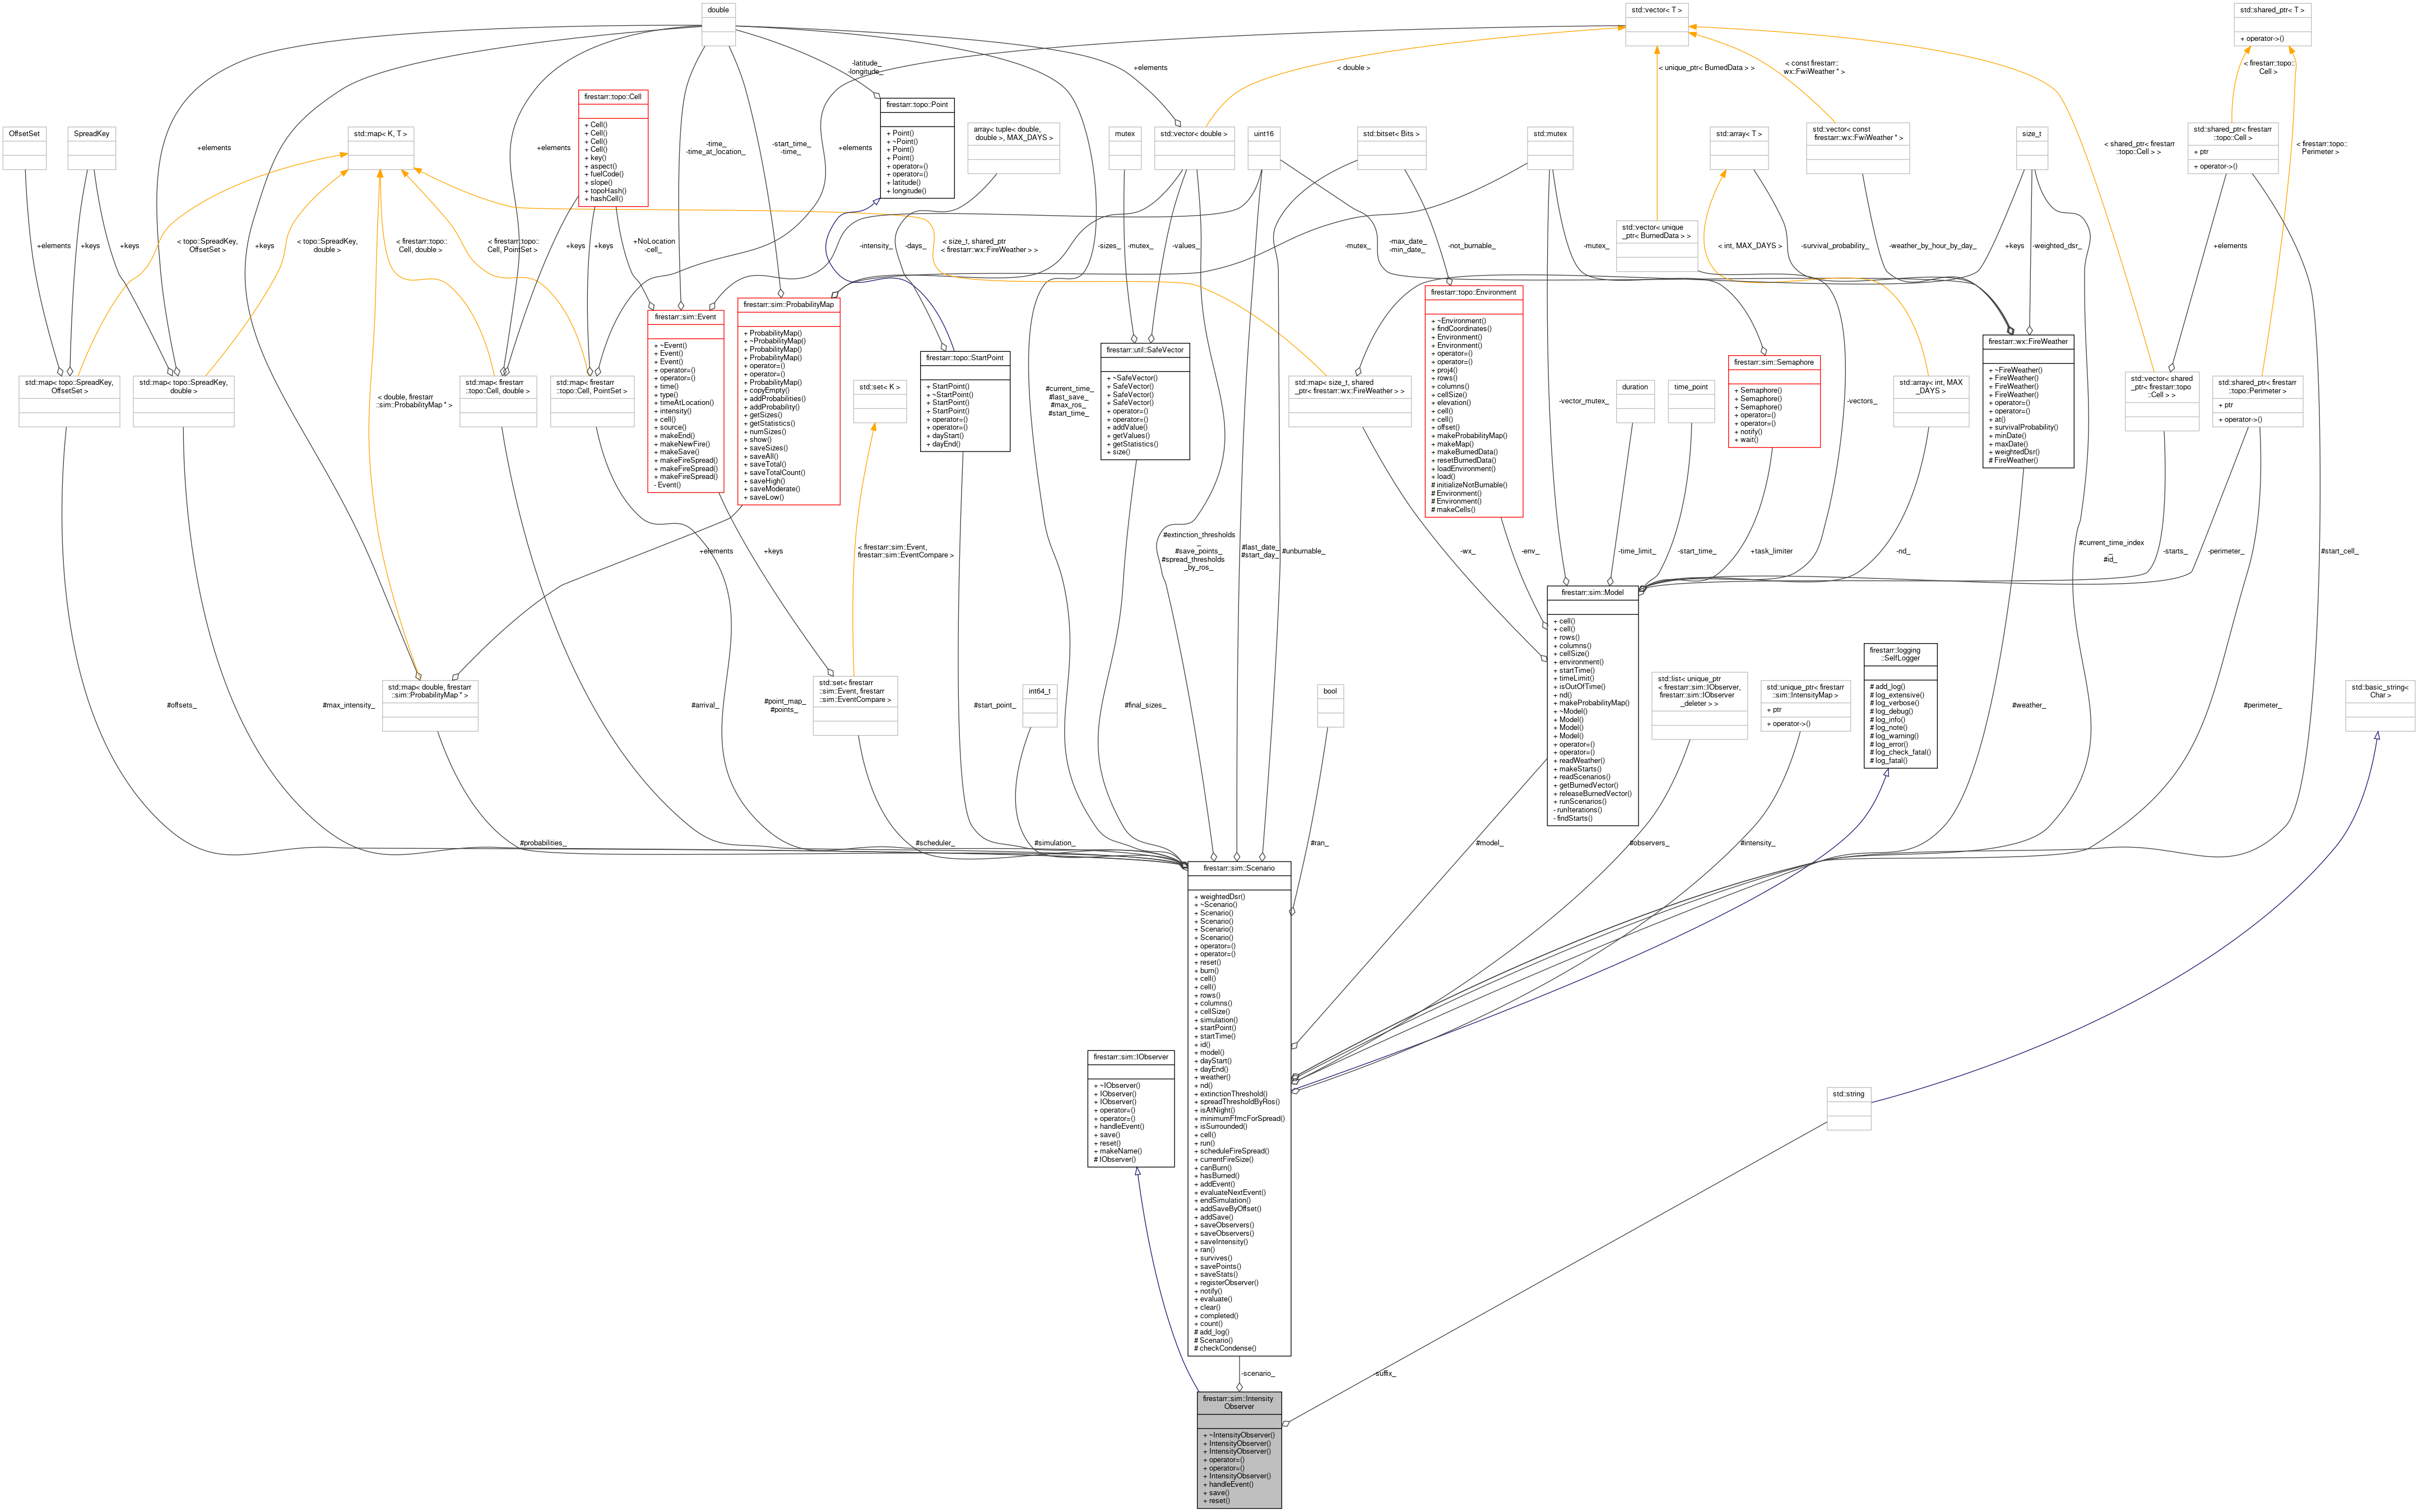 double
std::vector< T >
std::shared_ptr< T >
+ operator->()
-latitude_
-longitude_
+elements
< double >
< unique_ptr< BurnedData > >
< const firestarr::
wx::FwiWeather * >
< firestarr::topo::
Cell >
firestarr::topo::Cell
+ Cell()
+ Cell()
+ Cell()
+ Cell()
+ key()
+ aspect()
+ fuelCode()
+ slope()
+ topoHash()
+ hashCell()
firestarr::topo::Point
+ Point()
+ ~Point()
+ Point()
+ Point()
+ operator=()
+ operator=()
+ latitude()
+ longitude()
OffsetSet
SpreadKey
std::map< K, T >
array< tuple< double,
double >, MAX_DAYS >
mutex
std::vector< double >
uint16
std::bitset< Bits >
std::mutex
std::array< T >
std::vector< const
firestarr::wx::FwiWeather * >
size_t
std::shared_ptr< firestarr
::topo::Cell >
+ ptr
+ operator->()
+elements
+elements
-time_
-time_at_location_
-start_time_
-time_
+elements
< shared_ptr< firestarr
::topo::Cell > >
< firestarr::topo::
Perimeter >
std::vector< unique
_ptr< BurnedData > >
+elements
+keys
+keys
< topo::SpreadKey,
OffsetSet >
< topo::SpreadKey,
double >
+keys
< firestarr::topo::
Cell, double >
< firestarr::topo::
Cell, PointSet >
+keys
+keys
+NoLocation
-cell_
-intensity_
-days_
< size_t, shared_ptr
< firestarr::wx::FireWeather > >
-sizes_
-mutex_
-values_
-mutex_
-max_date_
-min_date_
-not_burnable_
-mutex_
< int, MAX_DAYS >
-survival_probability_
-weather_by_hour_by_day_
+keys
-weighted_dsr_
+elements
firestarr::sim::Event
+ ~Event()
+ Event()
+ Event()
+ operator=()
+ operator=()
+ time()
+ type()
+ timeAtLocation()
+ intensity()
+ cell()
+ source()
+ makeEnd()
+ makeNewFire()
+ makeSave()
+ makeFireSpread()
+ makeFireSpread()
+ makeFireSpread()
- Event()
firestarr::sim::ProbabilityMap
+ ProbabilityMap()
+ ~ProbabilityMap()
+ ProbabilityMap()
+ ProbabilityMap()
+ operator=()
+ operator=()
+ ProbabilityMap()
+ copyEmpty()
+ addProbabilities()
+ addProbability()
+ getSizes()
+ getStatistics()
+ numSizes()
+ show()
+ saveSizes()
+ saveAll()
+ saveTotal()
+ saveTotalCount()
+ saveHigh()
+ saveModerate()
+ saveLow()
firestarr::topo::StartPoint
+ StartPoint()
+ ~StartPoint()
+ StartPoint()
+ StartPoint()
+ operator=()
+ operator=()
+ dayStart()
+ dayEnd()
firestarr::util::SafeVector
+ ~SafeVector()
+ SafeVector()
+ SafeVector()
+ SafeVector()
+ operator=()
+ operator=()
+ addValue()
+ getValues()
+ getStatistics()
+ size()
firestarr::topo::Environment
+ ~Environment()
+ findCoordinates()
+ Environment()
+ Environment()
+ operator=()
+ operator=()
+ proj4()
+ rows()
+ columns()
+ cellSize()
+ elevation()
+ cell()
+ cell()
+ offset()
+ makeProbabilityMap()
+ makeMap()
+ makeBurnedData()
+ resetBurnedData()
+ loadEnvironment()
+ load()
# initializeNotBurnable()
# Environment()
# Environment()
# makeCells()
firestarr::sim::Semaphore
+ Semaphore()
+ Semaphore()
+ Semaphore()
+ operator=()
+ operator=()
+ notify()
+ wait()
firestarr::wx::FireWeather
+ ~FireWeather()
+ FireWeather()
+ FireWeather()
+ FireWeather()
+ operator=()
+ operator=()
+ at()
+ survivalProbability()
+ minDate()
+ maxDate()
+ weightedDsr()
# FireWeather()
std::map< topo::SpreadKey,
OffsetSet >
std::map< topo::SpreadKey,
double >
< double, firestarr
::sim::ProbabilityMap * >
std::map< firestarr
::topo::Cell, double >
std::map< firestarr
::topo::Cell, PointSet >
std::set< K >
#current_time_
#last_save_
#max_ros_
#start_time_
std::map< size_t, shared
_ptr< firestarr::wx::FireWeather > >
-vector_mutex_
duration
time_point
-vectors_
std::array< int, MAX
_DAYS >
std::vector< shared
_ptr< firestarr::topo
::Cell > >
std::shared_ptr< firestarr
::topo::Perimeter >
+ ptr
+ operator->()
+elements
+keys
< firestarr::sim::Event,
firestarr::sim::EventCompare >
#extinction_thresholds
_
#save_points_
#spread_thresholds
_by_ros_
#last_date_
#start_day_
#unburnable_
-wx_
-env_
-time_limit_
-start_time_
+task_limiter
-nd_
#current_time_index
_
#id_
-starts_
-perimeter_
#start_cell_
firestarr::sim::Model
+ cell()
+ cell()
+ rows()
+ columns()
+ cellSize()
+ environment()
+ startTime()
+ timeLimit()
+ isOutOfTime()
+ nd()
+ makeProbabilityMap()
+ ~Model()
+ Model()
+ Model()
+ Model()
+ operator=()
+ operator=()
+ readWeather()
+ makeStarts()
+ readScenarios()
+ getBurnedVector()
+ releaseBurnedVector()
+ runScenarios()
- runIterations()
- findStarts()
#offsets_
#max_intensity_
std::map< double, firestarr
::sim::ProbabilityMap * >
#arrival_
#point_map_
#points_
std::set< firestarr
::sim::Event, firestarr
::sim::EventCompare >
#start_point_
int64_t
#final_sizes_
bool
std::list< unique_ptr
< firestarr::sim::IObserver,
firestarr::sim::IObserver
_deleter > >
std::unique_ptr< firestarr
::sim::IntensityMap >
+ ptr
+ operator->()
firestarr::logging
::SelfLogger
# add_log()
# log_extensive()
# log_verbose()
# log_debug()
# log_info()
# log_note()
# log_warning()
# log_error()
# log_check_fatal()
# log_fatal()
#weather_
#perimeter_
std::basic_string<
Char >
#probabilities_
#scheduler_
#simulation_
#ran_
#model_
#observers_
#intensity_
firestarr::sim::Scenario
+ weightedDsr()
+ ~Scenario()
+ Scenario()
+ Scenario()
+ Scenario()
+ Scenario()
+ operator=()
+ operator=()
+ reset()
+ burn()
+ cell()
+ cell()
+ rows()
+ columns()
+ cellSize()
+ simulation()
+ startPoint()
+ startTime()
+ id()
+ model()
+ dayStart()
+ dayEnd()
+ weather()
+ nd()
+ extinctionThreshold()
+ spreadThresholdByRos()
+ isAtNight()
+ minimumFfmcForSpread()
+ isSurrounded()
+ cell()
+ run()
+ scheduleFireSpread()
+ currentFireSize()
+ canBurn()
+ hasBurned()
+ addEvent()
+ evaluateNextEvent()
+ endSimulation()
+ addSaveByOffset()
+ addSave()
+ saveObservers()
+ saveObservers()
+ saveIntensity()
+ ran()
+ survives()
+ savePoints()
+ saveStats()
+ registerObserver()
+ notify()
+ evaluate()
+ clear()
+ completed()
+ count()
# add_log()
# Scenario()
# checkCondense()
firestarr::sim::IObserver
+ ~IObserver()
+ IObserver()
+ IObserver()
+ operator=()
+ operator=()
+ handleEvent()
+ save()
+ reset()
+ makeName()
# IObserver()
std::string
-scenario_
-suffix_
firestarr::sim::Intensity
Observer
+ ~IntensityObserver()
+ IntensityObserver()
+ IntensityObserver()
+ operator=()
+ operator=()
+ IntensityObserver()
+ handleEvent()
+ save()
+ reset()